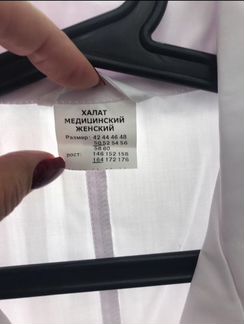 ХАЛАТ
МЕДИЦИНСКИЙ
ЖЕНСКИЙ
Размер: 42 44 46 48
50 52 54 56
58 60
рост: 146 152 158
164 172 176